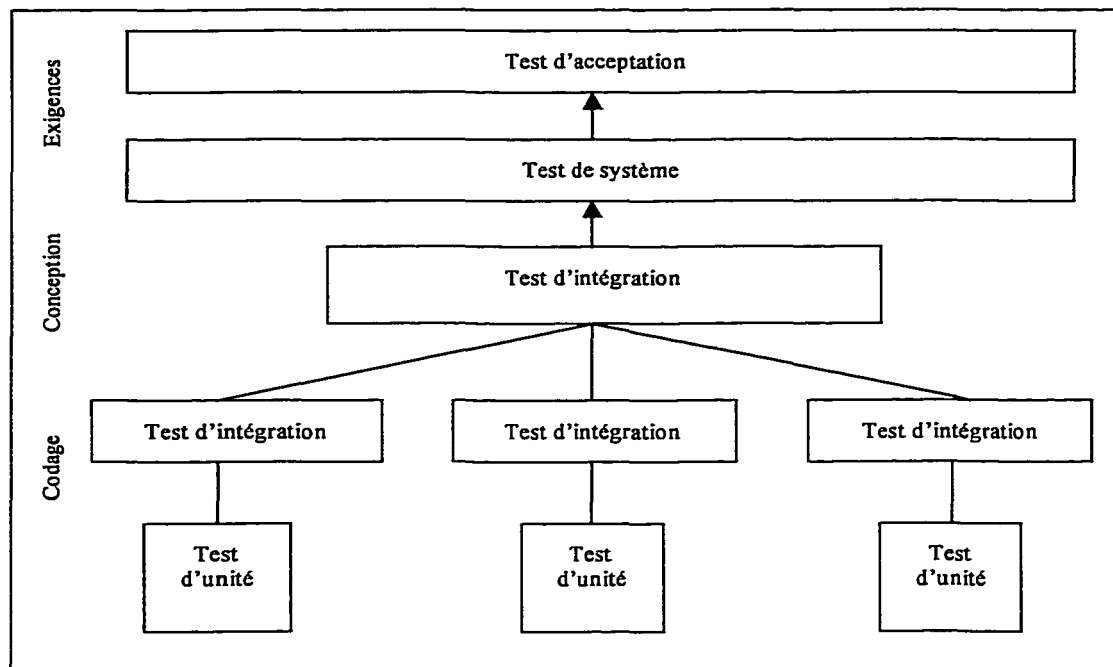 Exigences
Test d'acceptation
Test de système
Conception
Test d'intégration
Codage
Test d'intégration
Test d'intégration
Test d'intégration
Test
d'unité
Test
d'unité
Test
d'unité